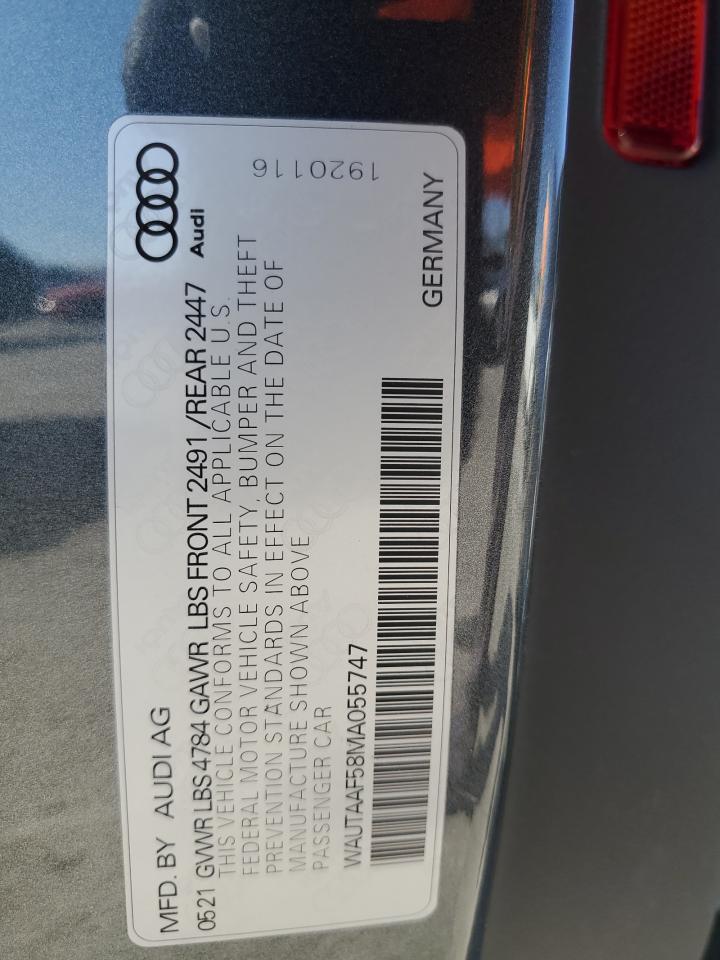 MFD. BY AUDI AG
Audi
0521 GVWR LBS 4784 GAWR LBS FRONT 2491 /REAR 2447
THIS VEHICLE CONFORMS TO ALL APPLICABLE U.S.
FEDERAL MOTOR VEHICLE SAFETY, BUMPER AND THEFT
PREVENTION STANDARDS IN EFFECT ON THE DATE OF
MANUFACTURE SHOWN ABOVE
PASSENGER CAR
1920116
WAUTAAF58MA055747
GERMANY